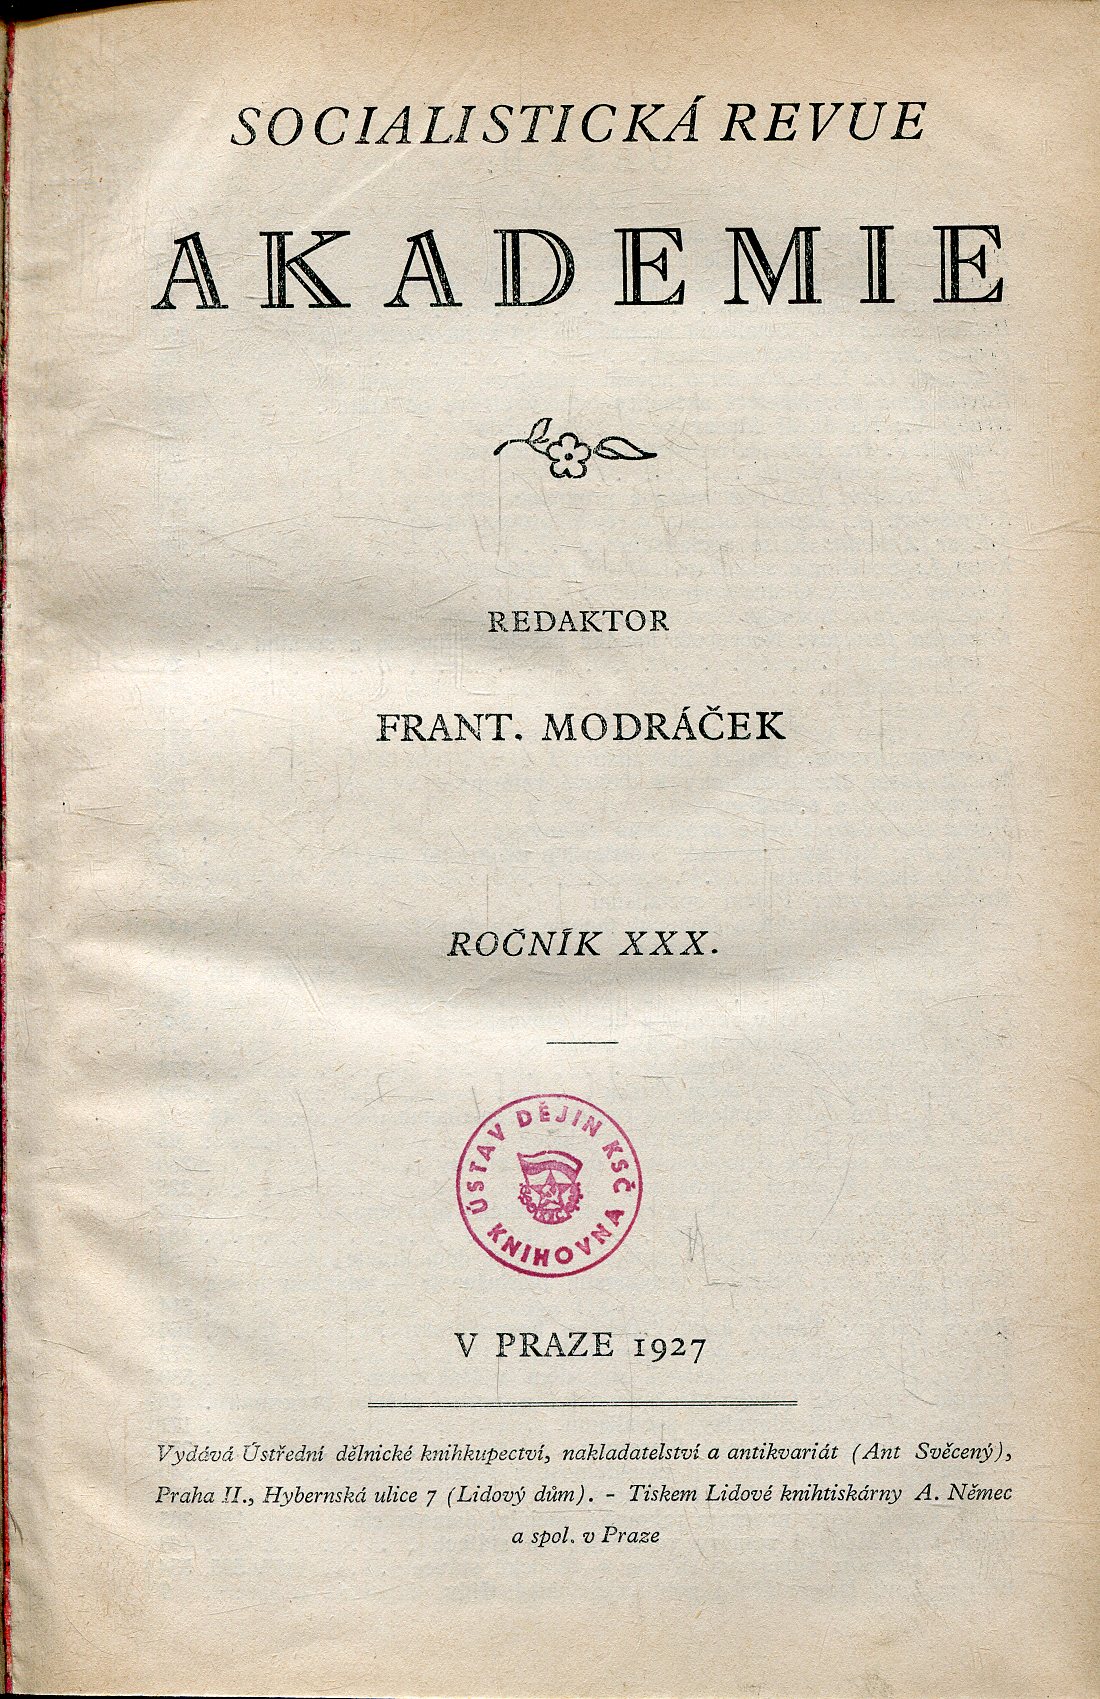 SOCIALISTICKÁ REVUE
AKADEMIE
REDAKTOR
FRANT. MODRÁČEK
ROČNÍK XXX.
ÚSTAV DĚJIN KSČ
KNIHOVNA
V PRAZE 1927
Vydává Ústřední dělnické knihkupectví, nakladatelství a antikvariát (Ant Svěcený),
Praha II., Hybernská ulice 7 (Lidový dům). - Tiskem Lidové knihtiskárny A. Němec
a spol. v Praze